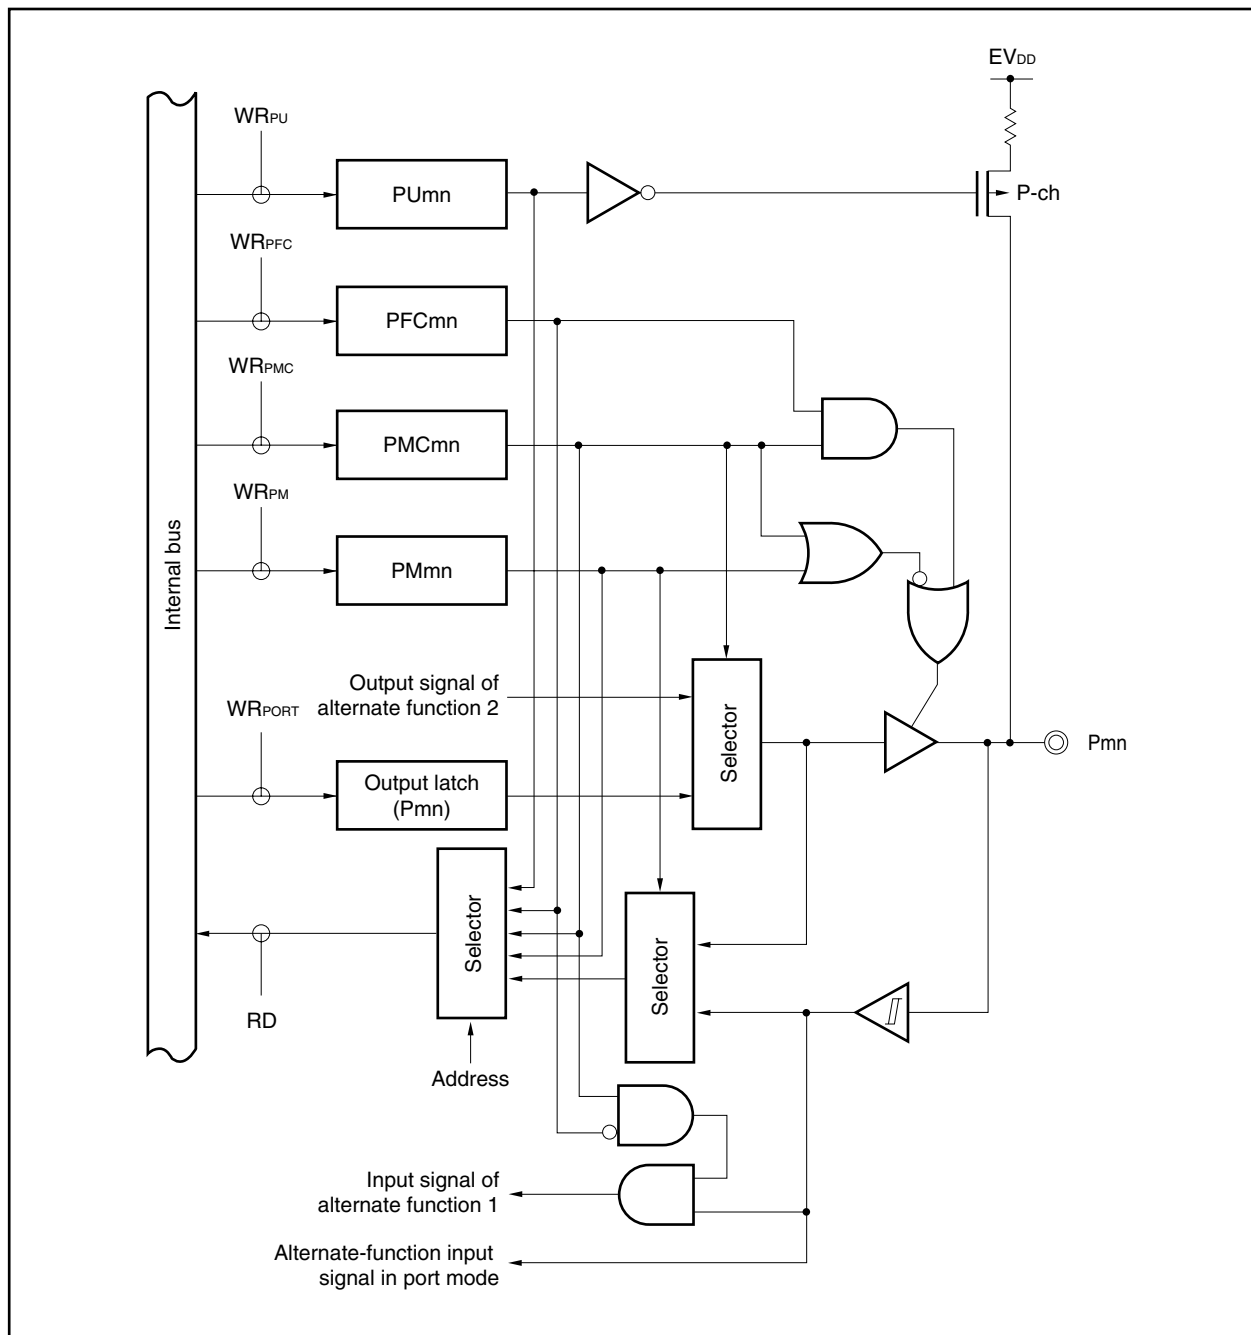 EVDD
WRPU
PUmn
P-ch
WRPFC
PFCmn
WRPMC
PMCmn
WRPM
PMmn
Internal bus
Output signal of
alternate function 2
Selector
WRPORT
Output latch
(Pmn)
Pmn
Selector
Selector
RD
Address
Input signal of
alternate function 1
Alternate-function input
signal in port mode